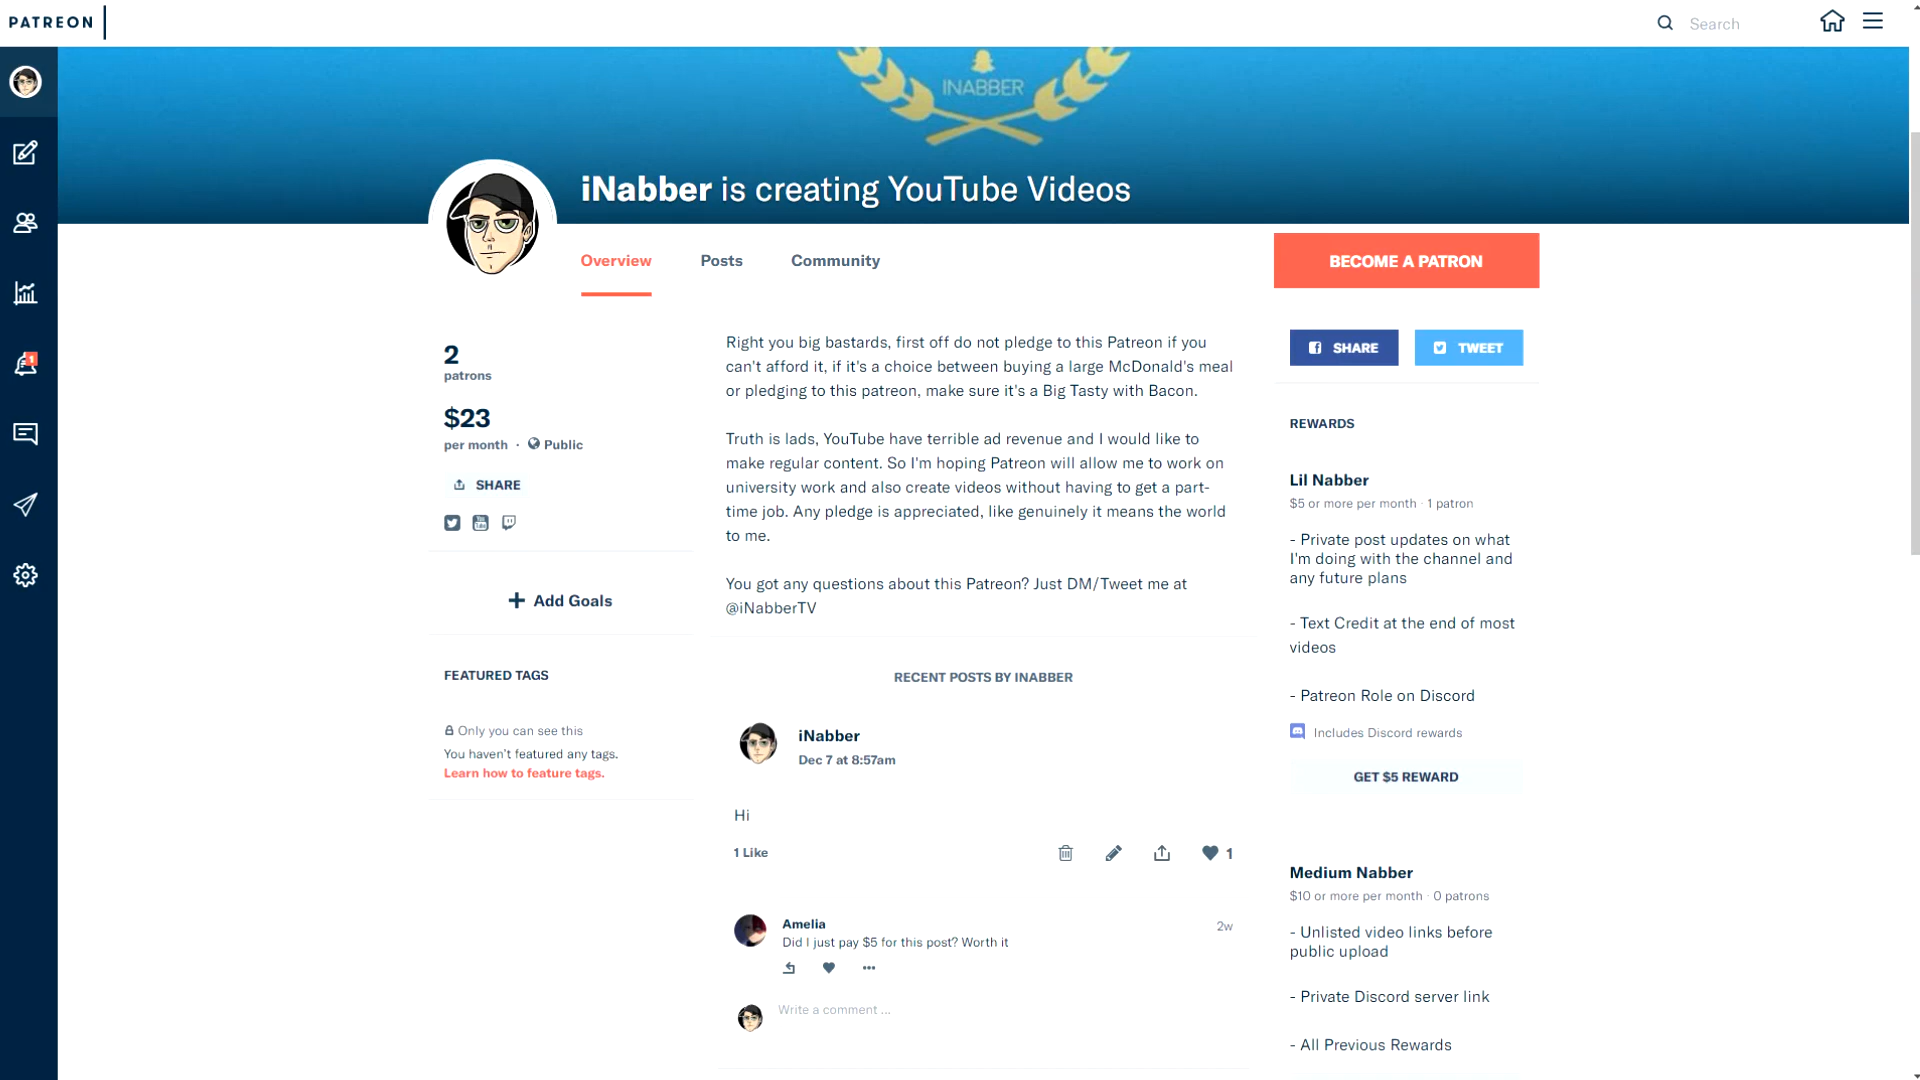 PATREON
Search
INABBER
iNabber is creating YouTube Videos
Overview
Posts
Community
BECOME A PATRON
1
2
patrons
$23
per month · Public
SHARE
Add Goals
FEATURED TAGS
Only you can see this
You haven't featured any tags.
Learn how to feature tags.
Right you big bastards, first off do not pledge to this Patreon if you
can't afford it, if it's a choice between buying a large McDonald's meal
or pledging to this patreon, make sure it's a Big Tasty with Bacon.
Truth is lads, YouTube have terrible ad revenue and I would like to
make regular content. So I'm hoping Patreon will allow me to work on
university work and also create videos without having to get a part-
time job. Any pledge is appreciated, like genuinely it means the world
to me.
You got any questions about this Patreon? Just DM/Tweet me at
@iNabberTV
RECENT POSTS BY INABBER
iNabber
Dec 7 at 8:57am
Hi
1 Like
1
Amelia
2w
Did I just pay $5 for this post? Worth it
Write a comment ...
SHARE
TWEET
REWARDS
Lil Nabber
$5 or more per month · 1 patron
- Private post updates on what
I'm doing with the channel and
any future plans
- Text Credit at the end of most
videos
- Patreon Role on Discord
Includes Discord rewards
GET $5 REWARD
Medium Nabber
$10 or more per month · 0 patrons
- Unlisted video links before
public upload
- Private Discord server link
- All Previous Rewards